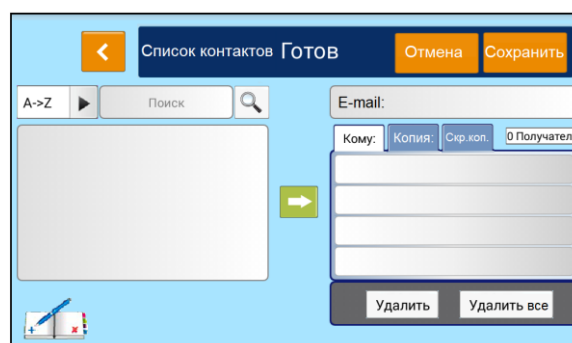 Список контактов Готов
Отмена
Сохранить
A->Z
Поиск
E-mail:
Кому:
Копия:
Скр.коп.
0 Получател
Удалить
Удалить все